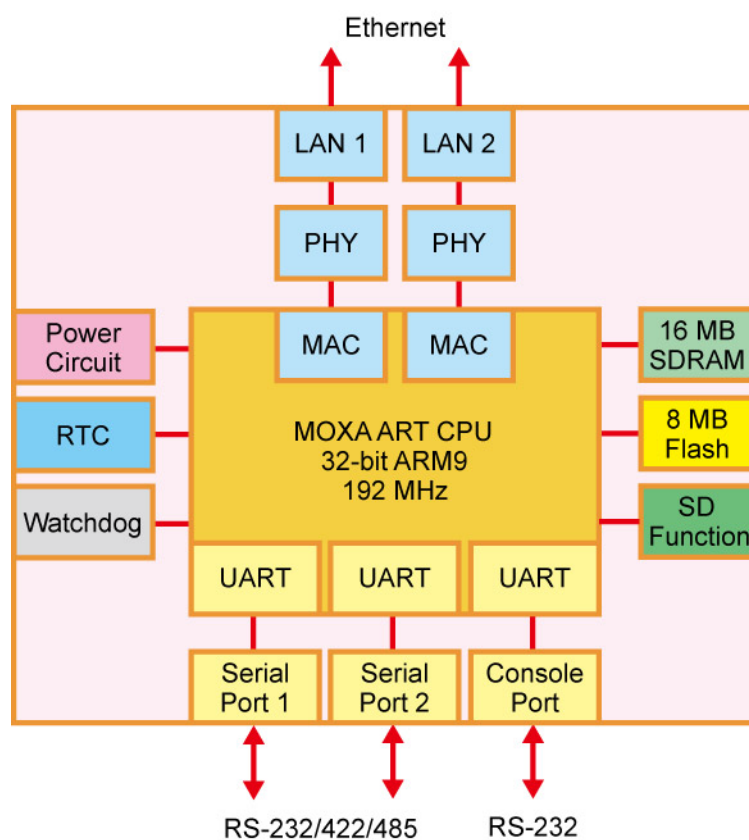 Ethernet
LAN 1
LAN 2
PHY
PHY
Power
Circuit
MAC
MAC
16 MB
SDRAM
RTC
MOXA ART CPU
32-bit ARM9
192 MHz
8 MB
Flash
Watchdog
SD
Function
UART
UART
UART
Serial
Port 1
Serial
Port 2
Console
Port
RS-232/422/485
RS-232